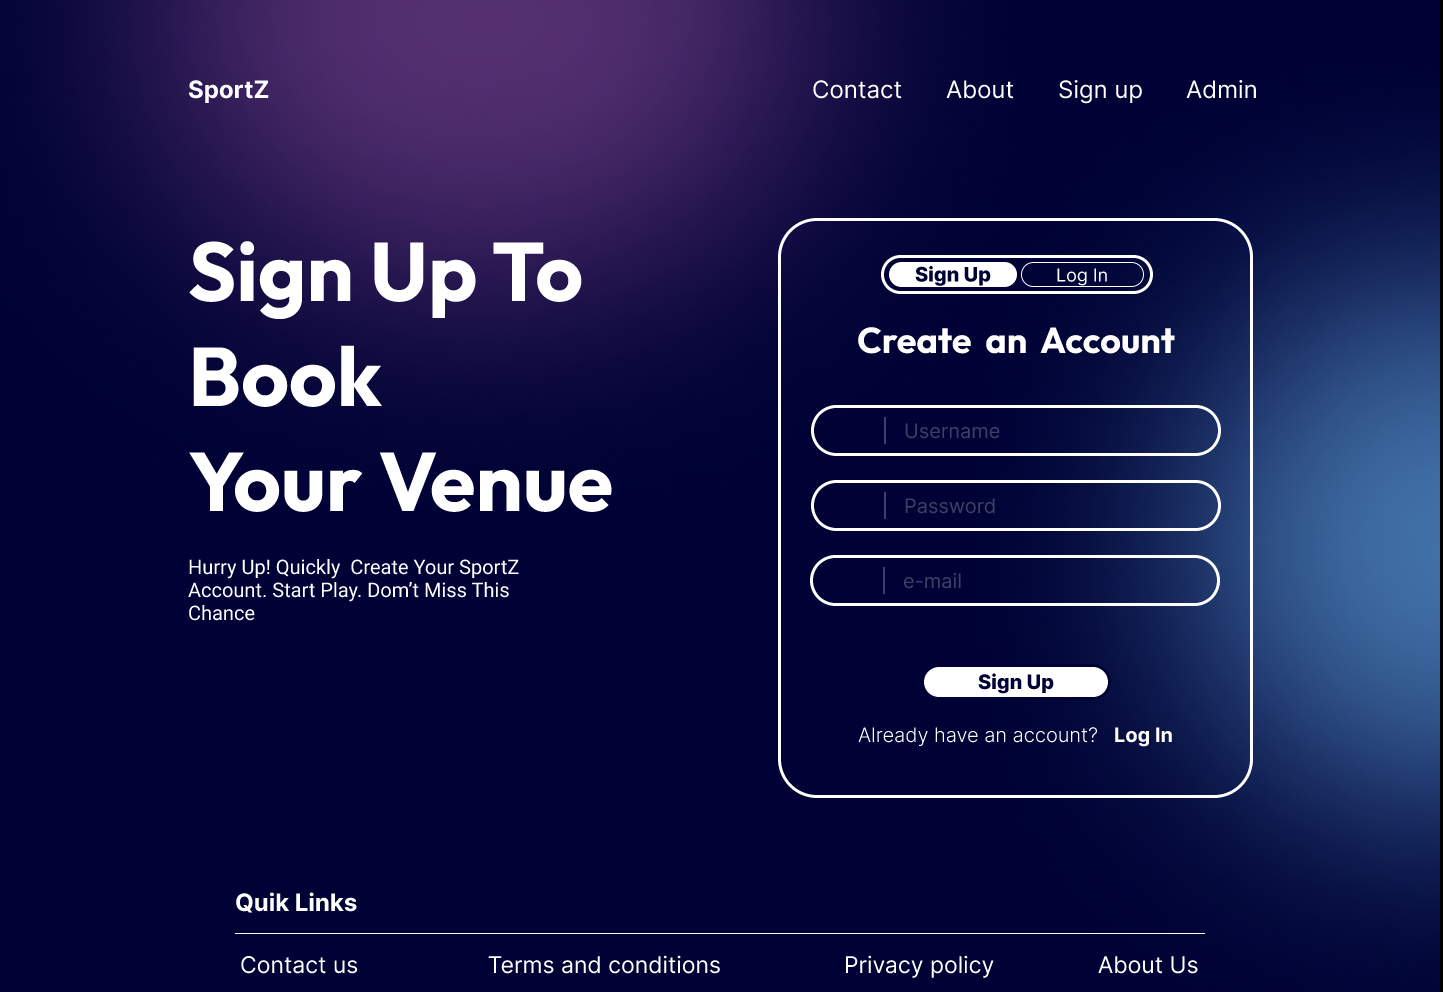 SportZ
Contact About Sign up Admin
Sign Up To
Book
Your Venue
Hurry Up! Quickly  Create Your SportZ
Account. Start Play. Dom’t Miss This
Chance
Sign Up Log In
Create an Account
Username
Password
e-mail
Sign Up
Already have an account? Log In
Quik Links
Contact us Terms and conditions Privacy policy About Us